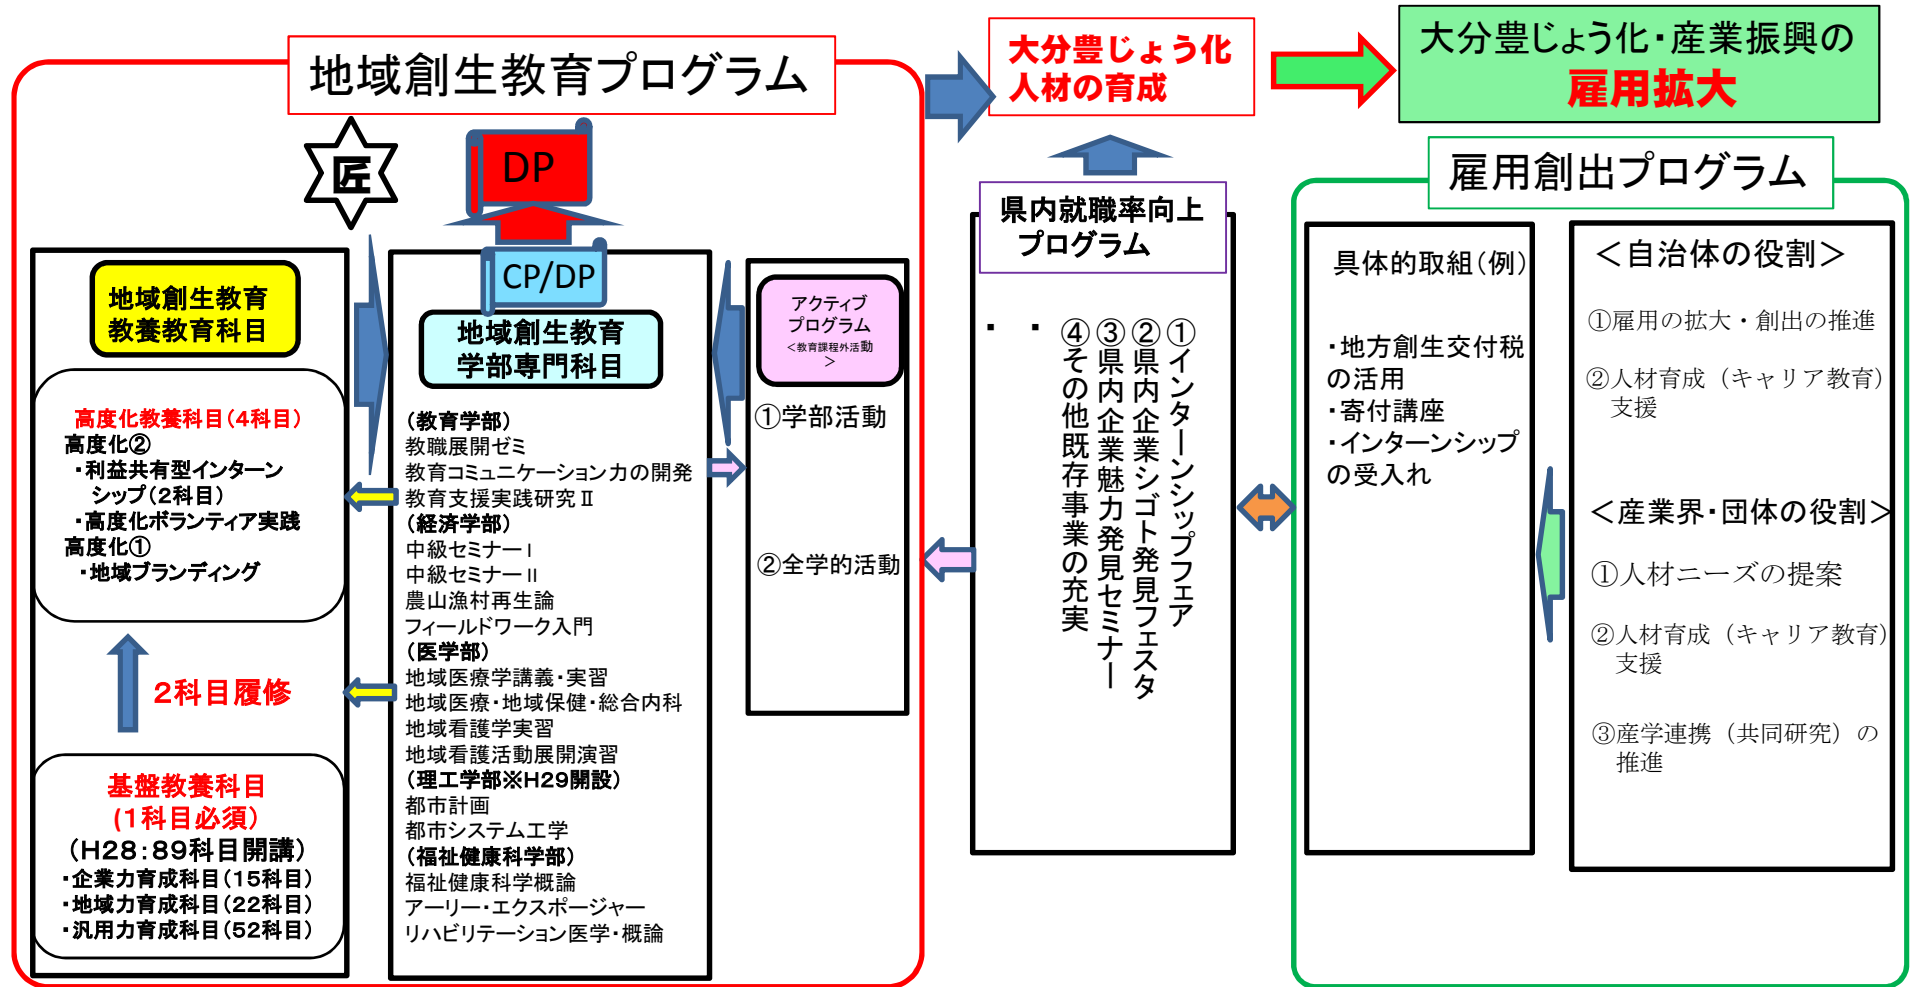 地域創生教育プログラム
大分豊じょう化
人材の育成
大分豊じょう化・産業振興の
雇用拡大
匠
DP
CP/DP
地域創生教育
教養教育科目
高度化教養科目(4科目)
高度化②
・利益共有型インターン
シップ(2科目)
・高度化ボランティア実践
高度化①
・地域ブランディング
2科目履修
基盤教養科目
(1科目必須)
(H28:89科目開講)
・企業力育成科目(15科目)
・地域力育成科目(22科目)
・汎用力育成科目(52科目)
地域創生教育
学部専門科目
(教育学部)
教職展開ゼミ
教育コミュニケーション力の開発
教育支援実践研究Ⅱ
(経済学部)
中級セミナーⅠ
中級セミナーⅡ
農山漁村再生論
フィールドワーク入門
(医学部)
地域医療学講義・実習
地域医療・地域保健・総合内科
地域看護学実習
地域看護活動展開演習
(理工学部※H29開設)
都市計画
都市システム工学
(福祉健康科学部)
福祉健康科学概論
アーリー・エクスポージャー
リハビリテーション医学・概論
アクティブ
プログラム
<教育課程外活動
>
①学部活動
②全学的活動
県内就職率向上
プログラム
①インターンシップフェア
②県内企業シゴト発見フェスタ
③県内企業魅力発見セミナー
④その他既存事業の充実
・
・
雇用創出プログラム
具体的取組(例)
・地方創生交付税
の活用
・寄付講座
・インターンシップ
の受入れ
＜自治体の役割＞
①雇用の拡大・創出の推進
②人材育成（キャリア教育）
支援
＜産業界・団体の役割＞
①人材ニーズの提案
②人材育成（キャリア教育）
支援
③産学連携（共同研究）の
推進